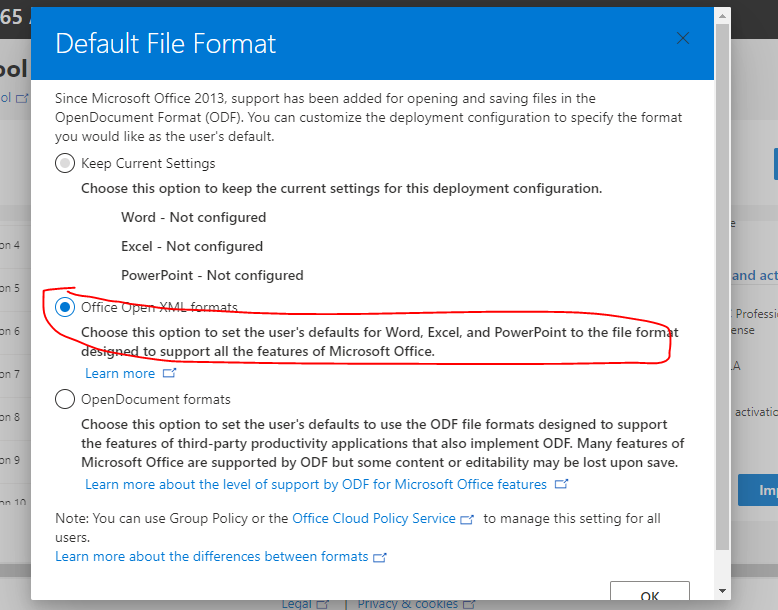 65
Default File Format
ool
ol
Since Microsoft Office 2013, support has been added for opening and saving files in the
OpenDocument Format (ODF). You can customize the deployment configuration to specify the format
you would like as the user's default.
Keep Current Settings
Choose this option to keep the current settings for this deployment configuration.
Word - Not configured
Excel - Not configured
PowerPoint - Not configured
Office Open XML formats
Choose this option to set the user's defaults for Word, Excel, and PowerPoint to the file format
designed to support all the features of Microsoft Office.
Learn more
OpenDocument formats
Choose this option to set the user's defaults to use the ODF file formats designed to support
the features of third-party productivity applications that also implement ODF. Many features of
Microsoft Office are supported by ODF but some content or editability may be lost upon save.
Learn more about the level of support by ODF for Microsoft Office features
Note: You can use Group Policy or the Office Cloud Policy Service to manage this setting for all
users.
Learn more about the differences between formats
OK
on 4
on 5
on 6
on 7
on 8
on 9
on 10
e
and act
Professi
ense
LA
activatio
Imp
Legal | Privacy & cookies